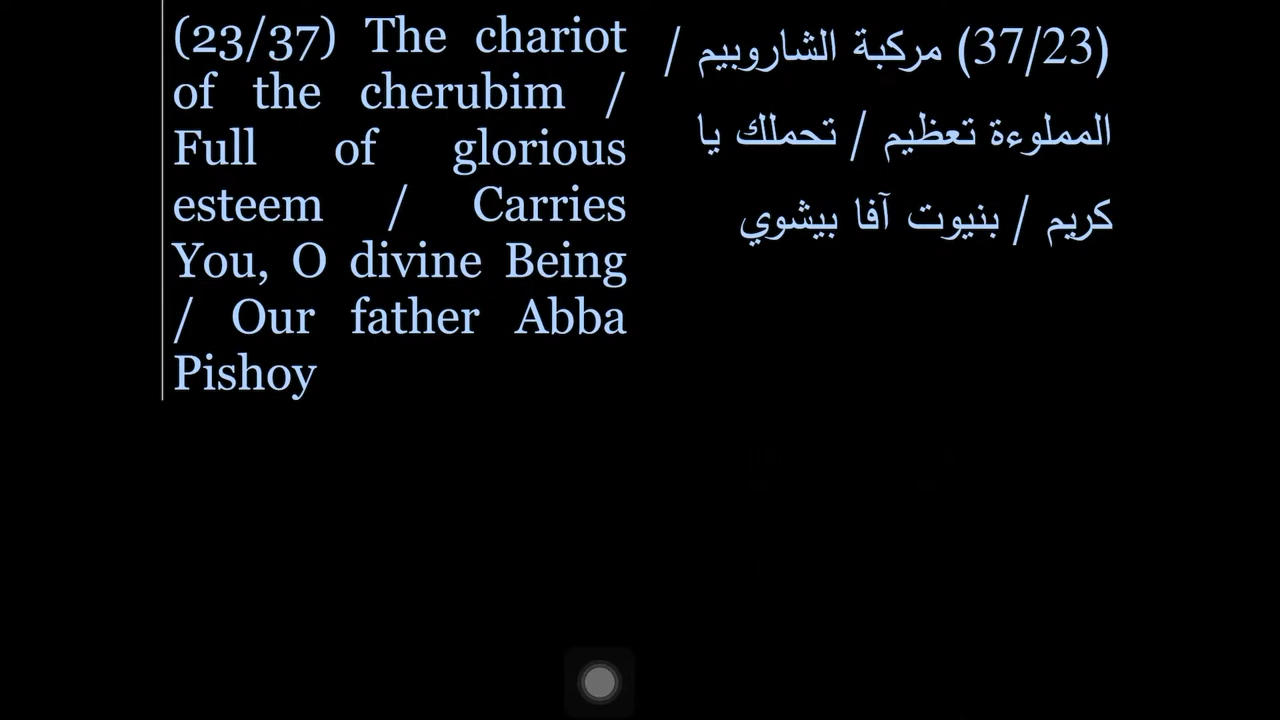 (23/37) The chariot
of the cherubim /
Full of glorious
esteem / Carries
You, O divine Being
/ Our father Abba
Pishoy
(37/23) مركبة الشاروبيم /
المملوءة تعظيم / تحملك يا
كريم / بنيوت آفا بيشوي